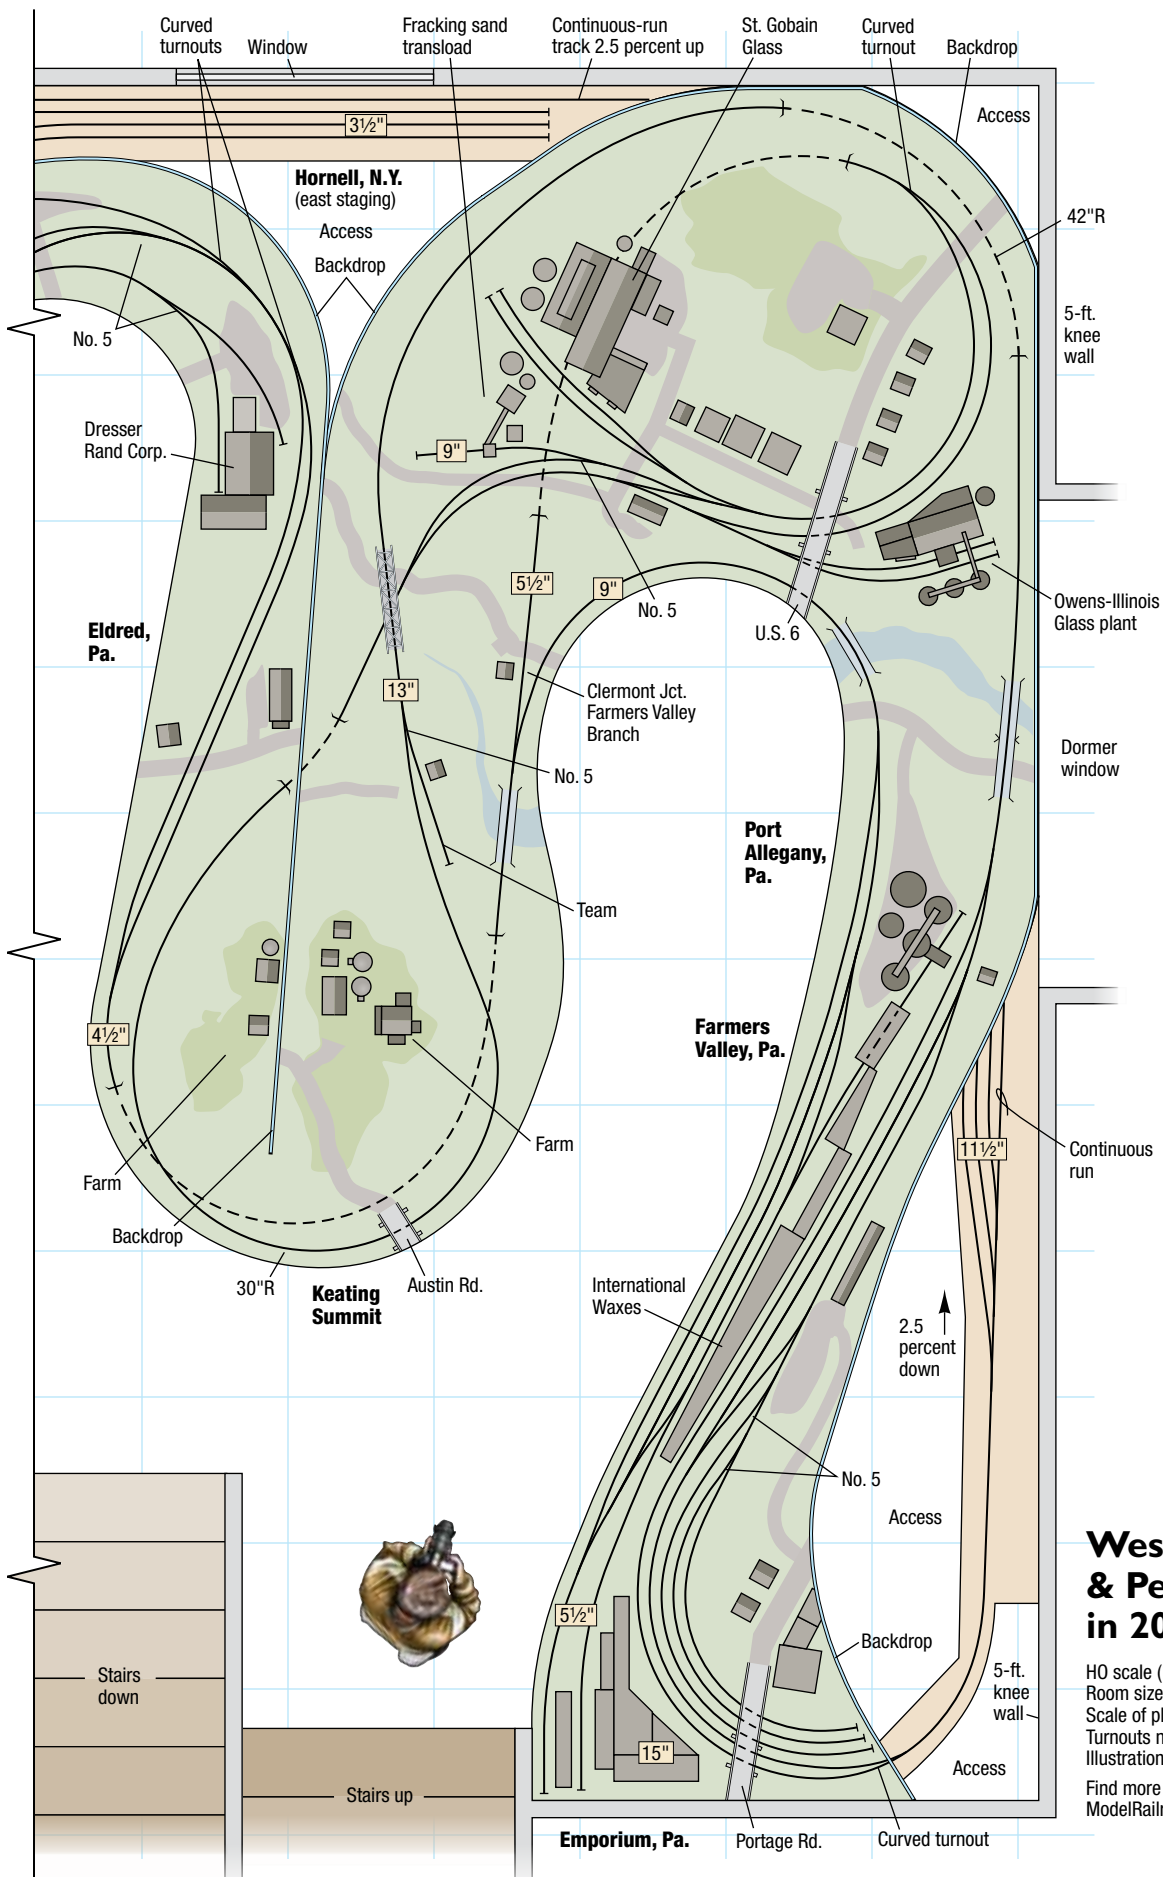 Curved
turnouts
Window
Fracking sand
transload
Continuous-run
track 2.5 percent up
St. Gobain
Glass
Curved
turnout
Backdrop
Access
3½"
Hornell, N.Y.
(east staging)
Access
Backdrop
42"R
No. 5
5-ft.
knee
wall
Dresser
Rand Corp.
9"
5½"
9"
No. 5
U.S. 6
Owens-Illinois
Glass plant
Eldred,
Pa.
13"
Clermont Jct.
Farmers Valley
Branch
No. 5
Dormer
window
Port
Allegany,
Pa.
Team
4½"
Farmers
Valley, Pa.
Farm
Farm
11½"
Continuous
run
Backdrop
30"R
Austin Rd.
Keating
Summit
International
Waxes
2.5
percent
down
No. 5
Access
Wes
& Pe
in 20
5½"
Backdrop
Stairs
down
5-ft.
knee
wall
HO scale (
Room size
Scale of pl
Turnouts n
Illustration
15"
Access
Stairs up
Find more
ModelRailr
Emporium, Pa.
Portage Rd.
Curved turnout